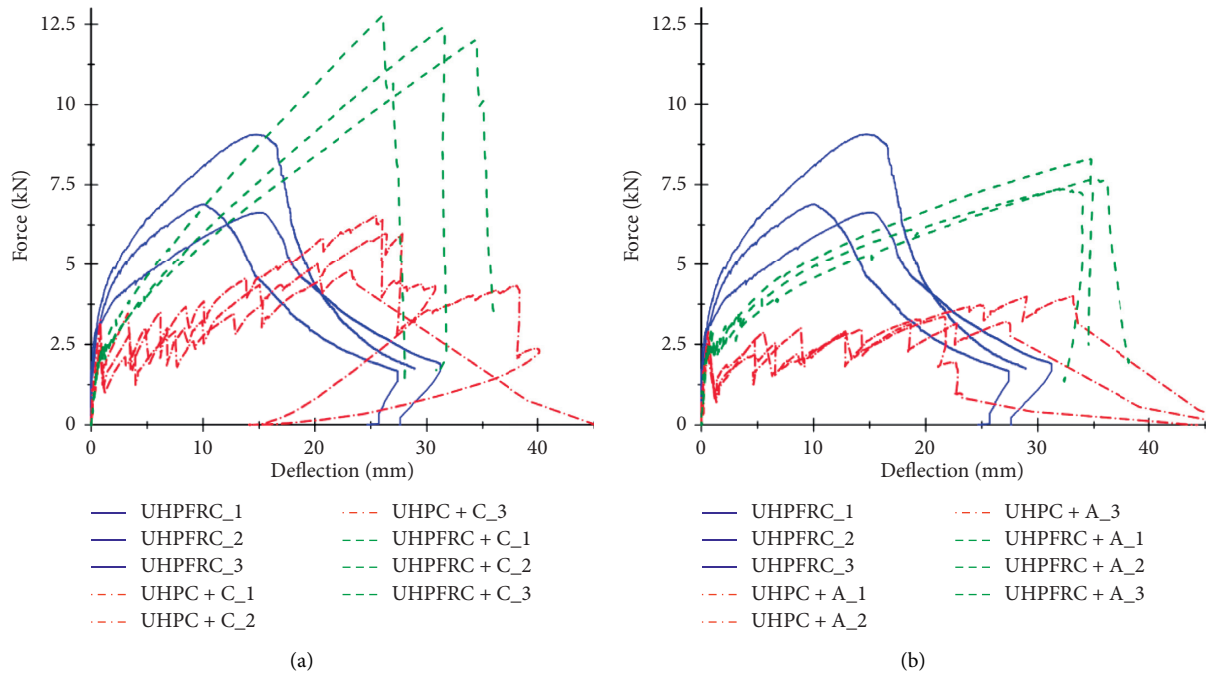 12.5
10
7.5
5
2.5
0
Force (kN)
0 10 20 30 40
Deflection (mm)
UHPFRC_1
UHPFRC_2
UHPFRC_3
UHPC + C_1
UHPC + C_2
UHPC + C_3
UHPFRC + C_1
UHPFRC + C_2
UHPFRC + C_3
(a)
12.5
10
7.5
5
2.5
0
Force (kN)
0 10 20 30 40
Deflection (mm)
UHPFRC_1
UHPFRC_2
UHPFRC_3
UHPC + A_1
UHPC + A_2
UHPC + A_3
UHPFRC + A_1
UHPFRC + A_2
UHPFRC + A_3
(b)